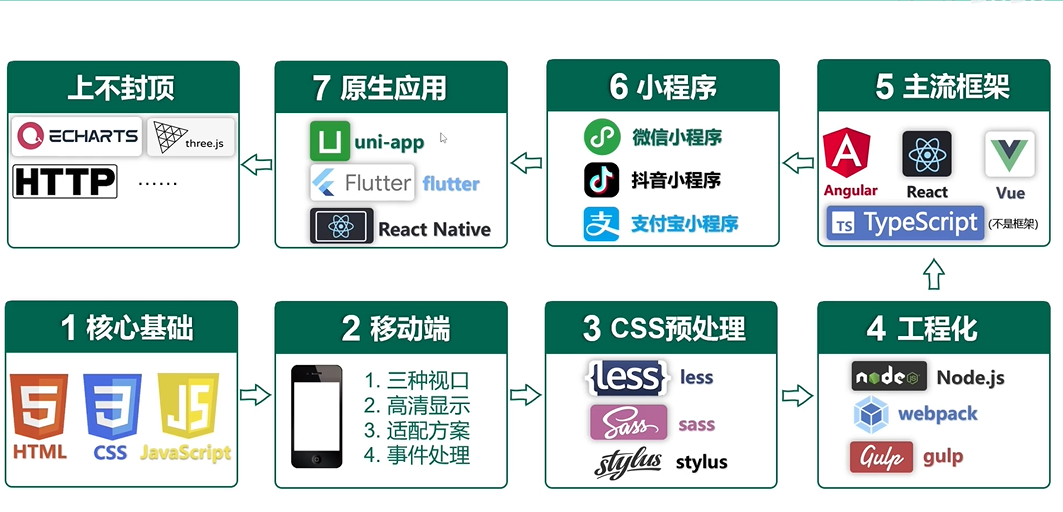 上不封顶
ECHARTS
three.js
HTTP
······
7 原生应用
uni-app
Flutter flutter
React Native
6 小程序
微信小程序
抖音小程序
支 支付宝小程序
5 主流框架
A
Angular
React
Vue
TS TypeScript (不是框架)
1 核心基础
5 3 JS
HTML CSS JavaScript
2 移动端
1. 三种视口
2. 高清显示
3. 适配方案
4. 事件处理
3 CSS预处理
{less} less
Sass sass
stylus stylus
4 工程化
node Node.js
webpack
Gulp gulp